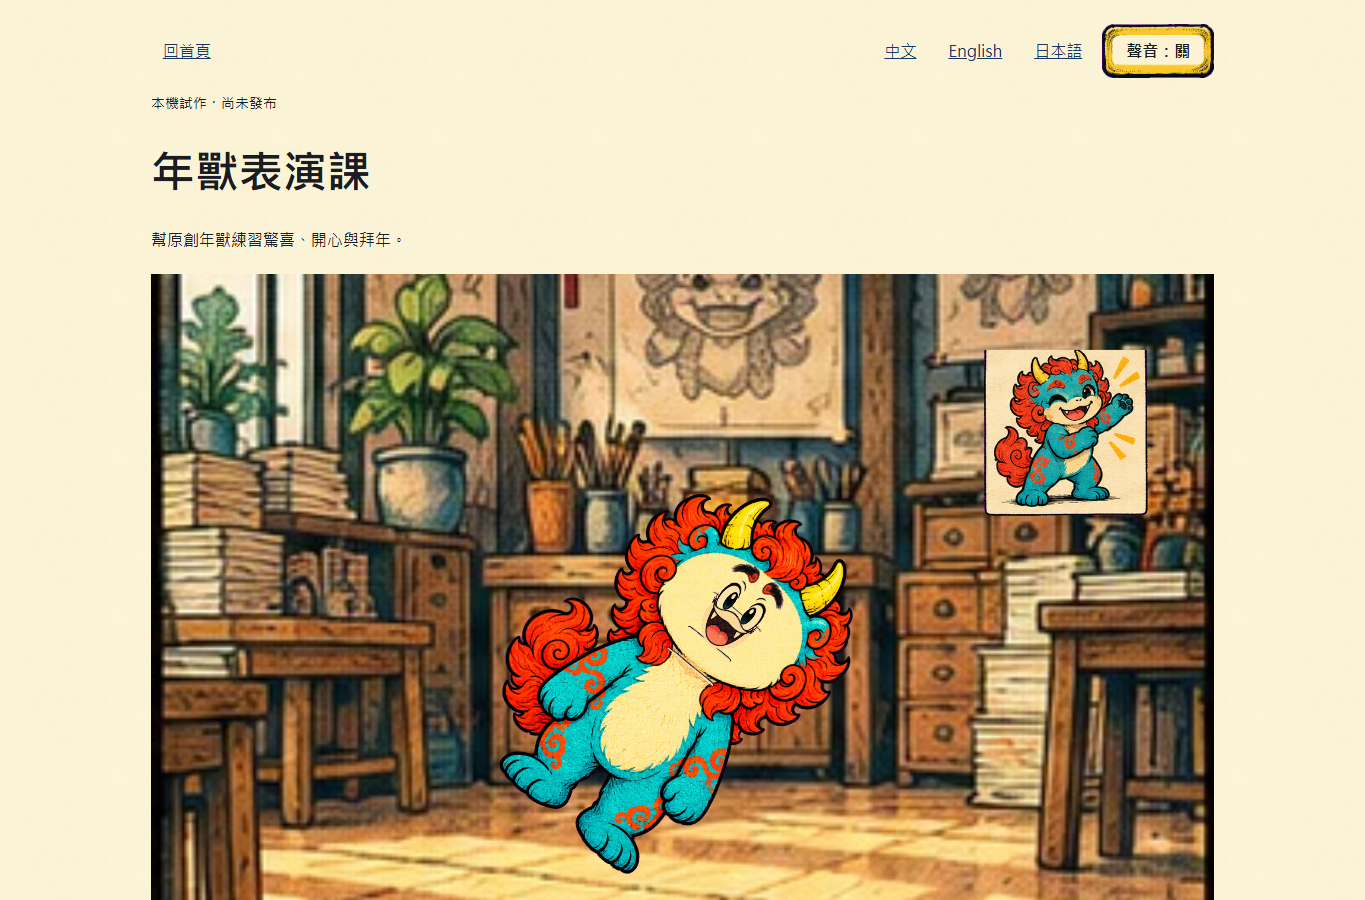 回首頁
中文 English 日本語 聲音：關
本機試作・尚未發布
年獸表演課
幫原創年獸練習驚喜、開心與拜年。